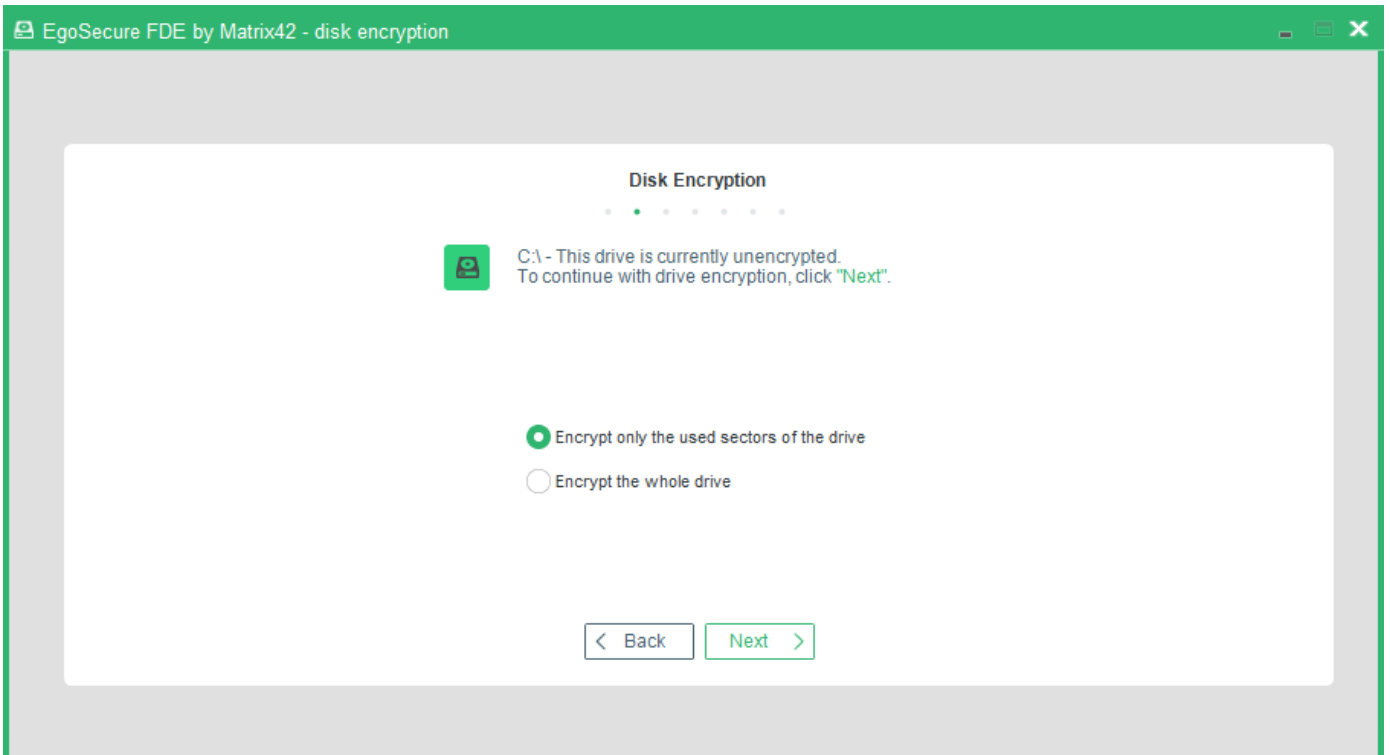 EgoSecure FDE by Matrix42 - disk encryption
Disk Encryption
C:\ - This drive is currently unencrypted.
To continue with drive encryption, click "Next".
Encrypt only the used sectors of the drive
Encrypt the whole drive
Back
Next